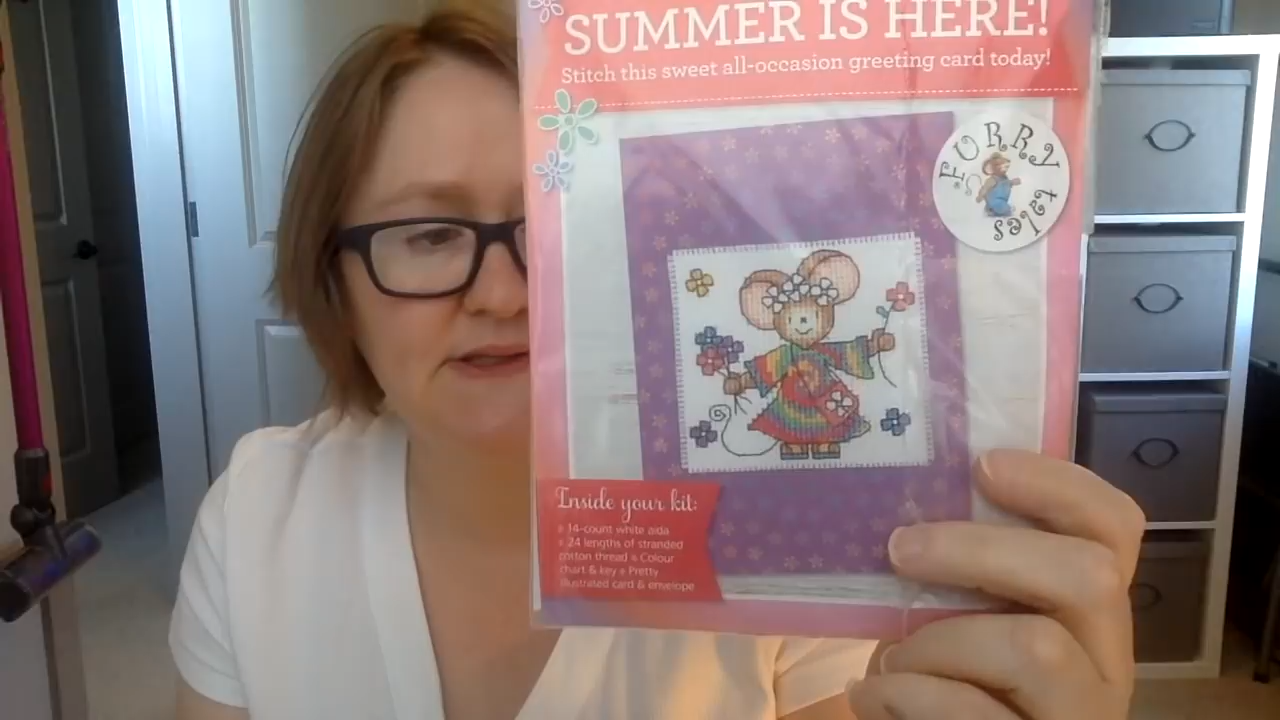 SUMMER IS HERE!
Stitch this sweet all-occasion greeting card today!
FURRY tales
Inside your kit:
• 14-count white aida
• 24 lengths of stranded
cotton thread • Colour
chart & key • Pretty
illustrated card & envelope